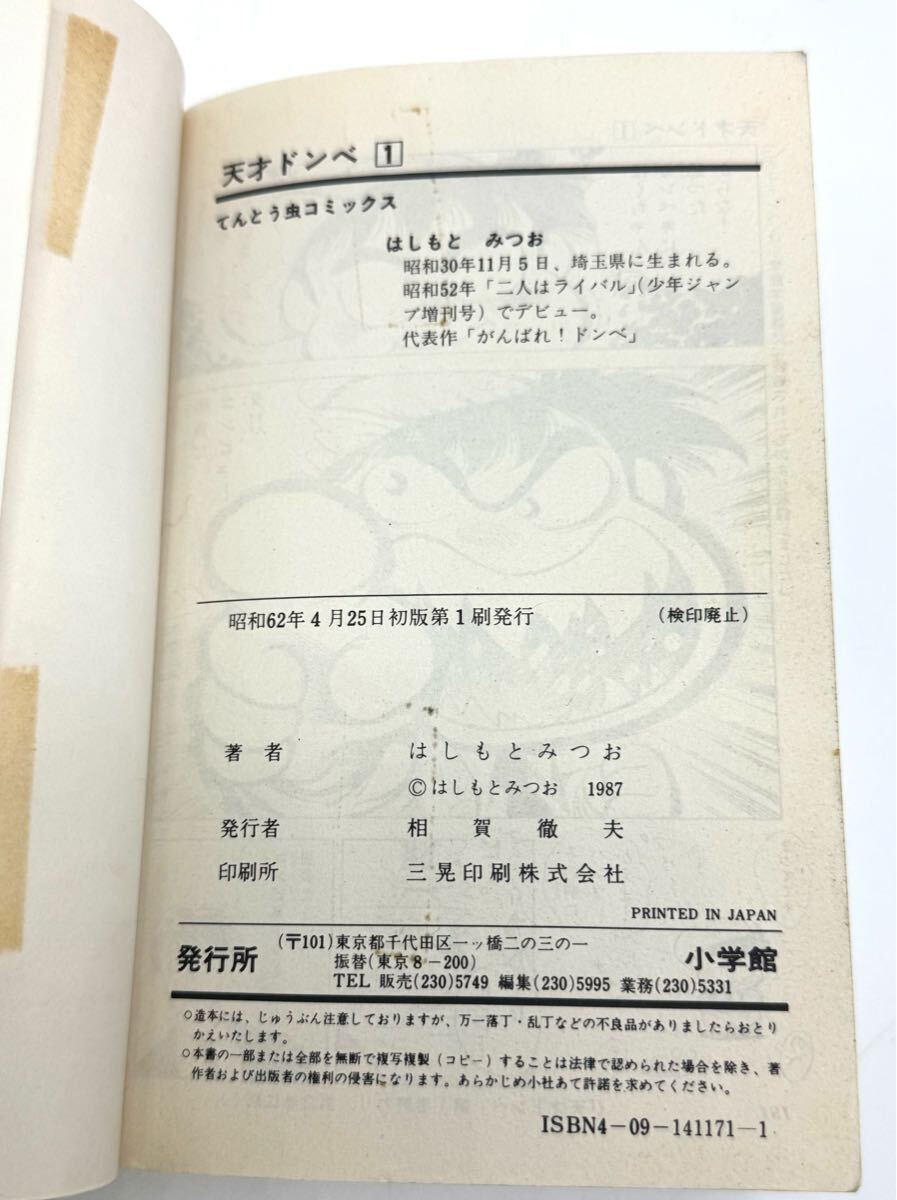 天才ドンベ 1
てんとう虫コミックス
はしもと みつお
昭和30年11月5日、埼玉県に生まれる。
昭和52年「二人はライバル」(少年ジャン
プ増刊号)でデビュー。
代表作「がんばれ!ドンベ」
昭和62年4月25日初版第1刷発行 (検印廃止)
著者 はしもとみつお
©はしもとみつお 1987
発行者 相賀徹夫
印刷所 三晃印刷株式会社
PRINTED IN JAPAN
発行所 (〒101)東京都千代田区一ッ橋二の三の一 小学館
振替(東京8-200)
TEL 販売(230)5749 編集(230)5995 業務(230)5331
○造本には、じゅうぶん注意しておりますが、万一落丁・乱丁などの不良品がありましたらおとり
かえいたします。
○本書の一部または全部を無断で複写複製(コピー)することは法律で認められた場合を除き、著
作者および出版者の権利の侵害になります。あらかじめ小社あて許諾を求めてください。
ISBN4-09-141171-1